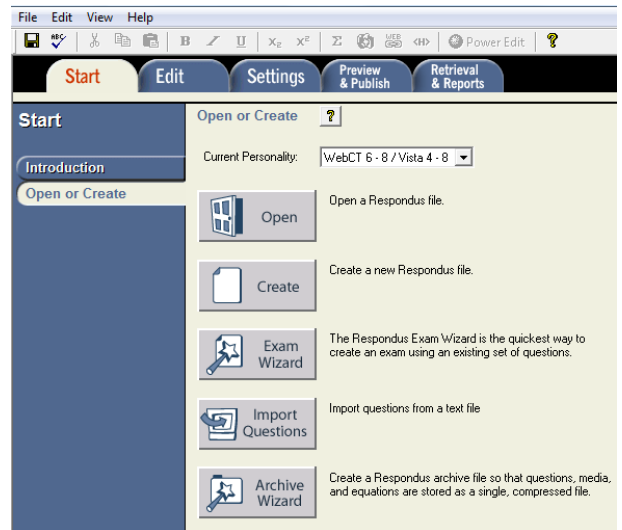 File Edit View Help
ABC B I U X₂ X² Σ WEB <H> Power Edit ?
Start Edit Settings Preview & Publish Retrieval & Reports
Start
Introduction
Open or Create
Open or Create ?
Current Personality: WebCT 6 - 8 / Vista 4 - 8
Open
Open a Respondus file.
Create
Create a new Respondus file.
Exam
Wizard
The Respondus Exam Wizard is the quickest way to
create an exam using an existing set of questions.
Import
Questions
Import questions from a text file
Archive
Wizard
Create a Respondus archive file so that questions, media,
and equations are stored as a single, compressed file.